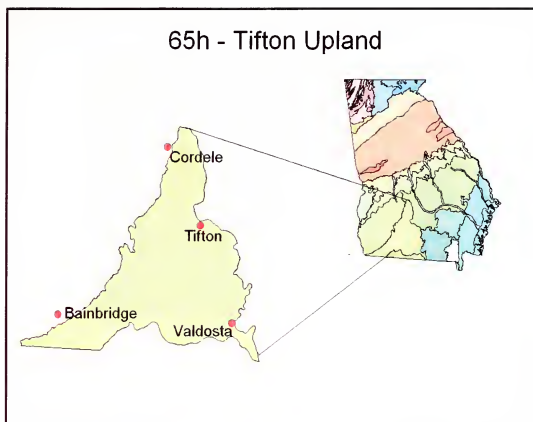 65h - Tifton Upland
Cordele
Tifton
Bainbridge
Valdosta